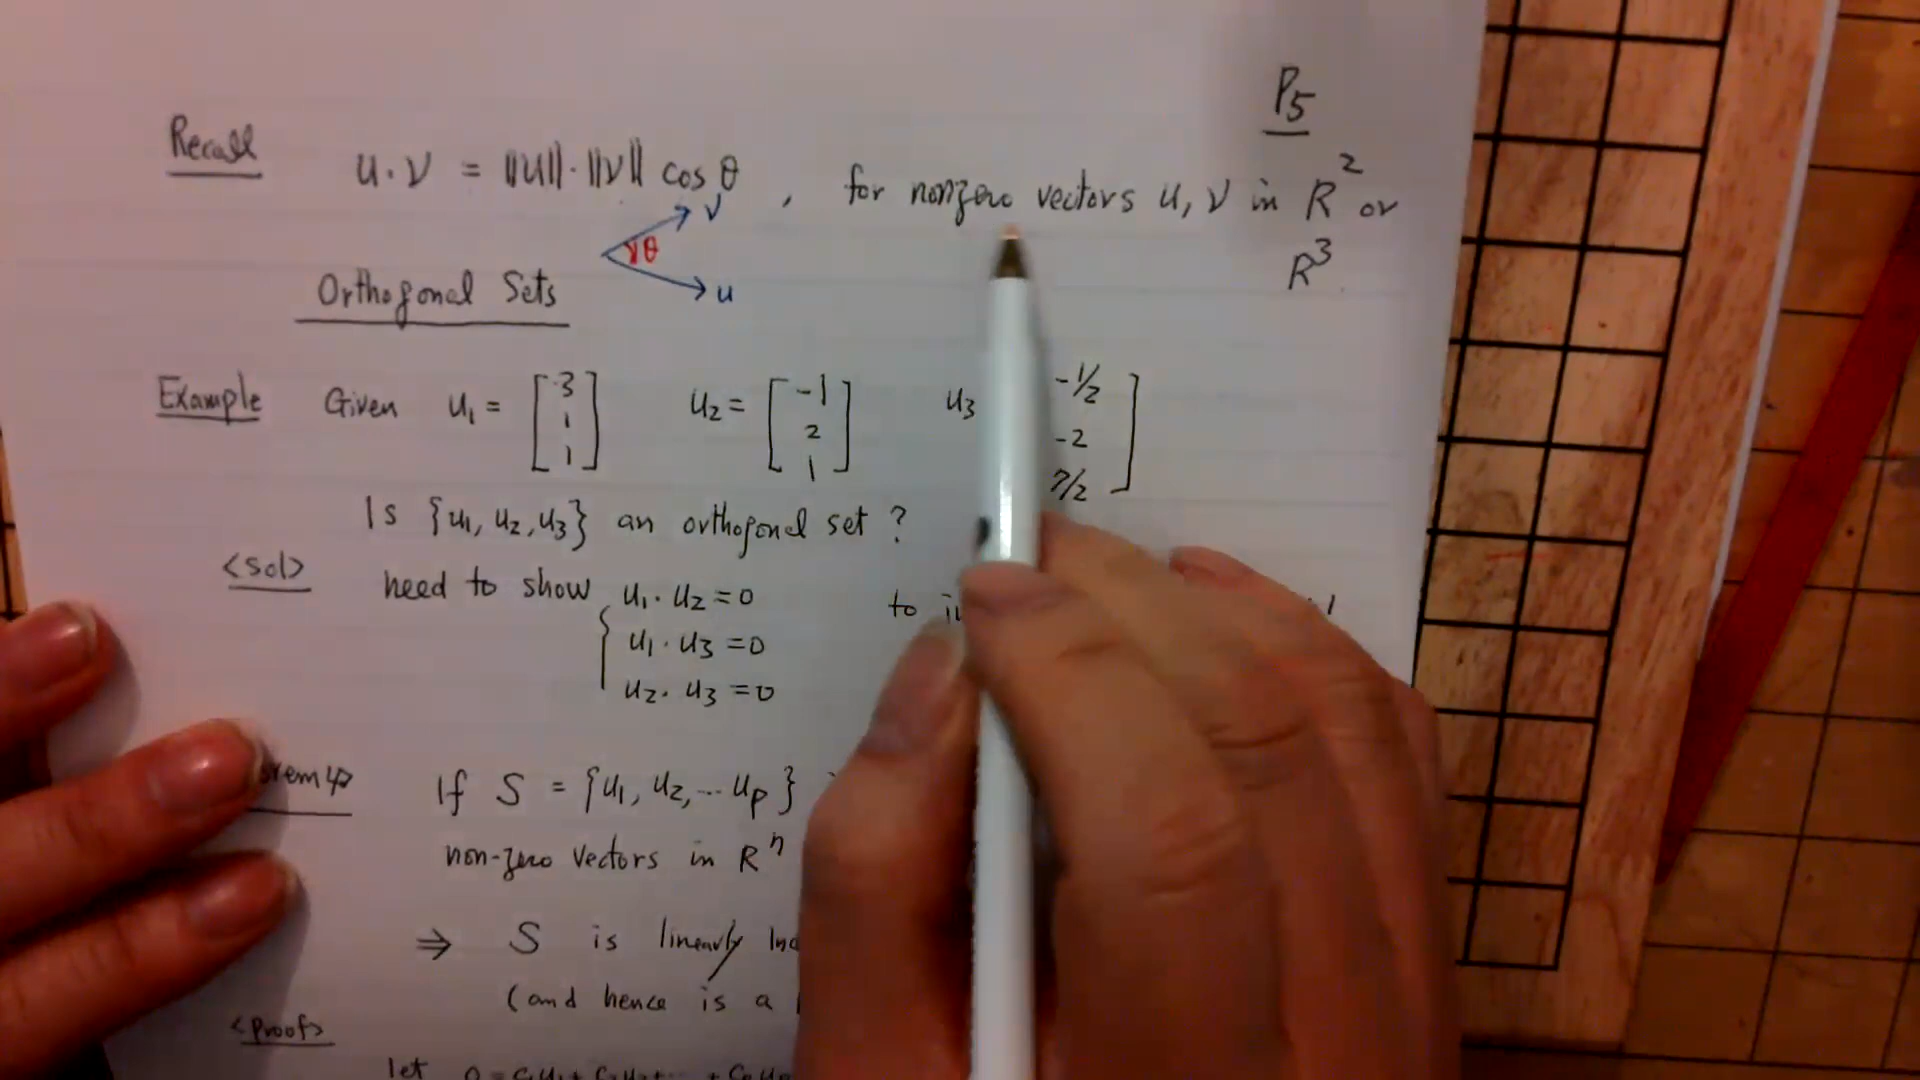 P5
Recall u·v = ||u||·||v|| cos θ , for nonzero vectors u, v in R² or
R³
v
θ
u
Orthogonal Sets
Example Given u₁ = [3 1 1] u₂ = [-1 2 1] u₃ -1/2 -2 7/2 ]
Is {u₁, u₂, u₃} an orthogonal set ?
<sol> need to show u₁· u₂ = 0 to
u₁· u₃ = 0
u₂· u₃ = 0
If S = {u₁, u₂, ... up}
non-zero vectors in Rⁿ
⇒ S is linearly
(and hence is a
<Proof>
let